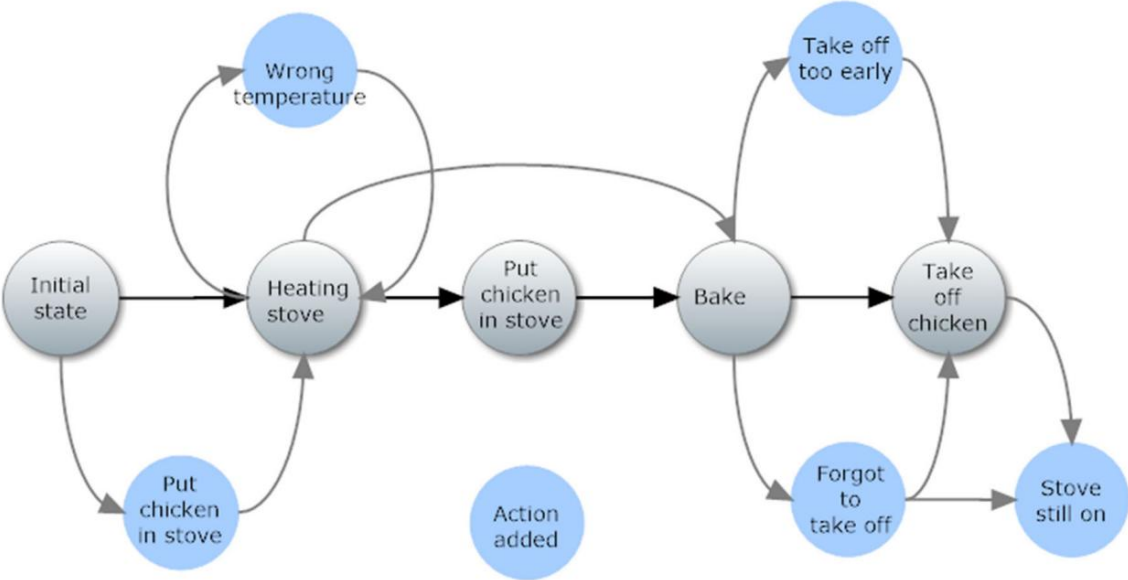 Wrong
temperature
Take off
too early
Initial
state
Heating
stove
Put
chicken
in stove
Bake
Take
off
chicken
Put
chicken
in stove
Action
added
Forgot
to
take off
Stove
still on